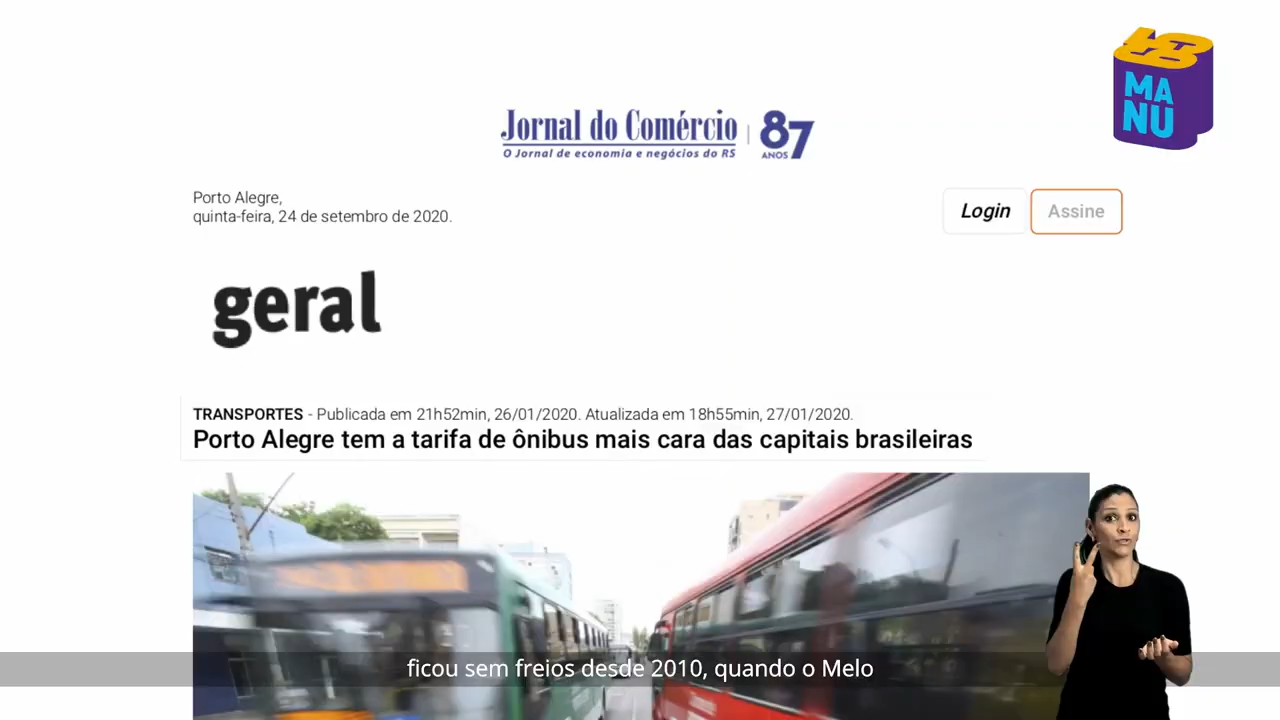 65
MA
NU
Jornal do Comércio
O Jornal de economia e negócios do RS
87
ANOS
Porto Alegre,
quinta-feira, 24 de setembro de 2020.
Login
Assine
geral
TRANSPORTES - Publicada em 21h52min, 26/01/2020. Atualizada em 18h55min, 27/01/2020.
Porto Alegre tem a tarifa de ônibus mais cara das capitais brasileiras
ficou sem freios desde 2010, quando o Melo